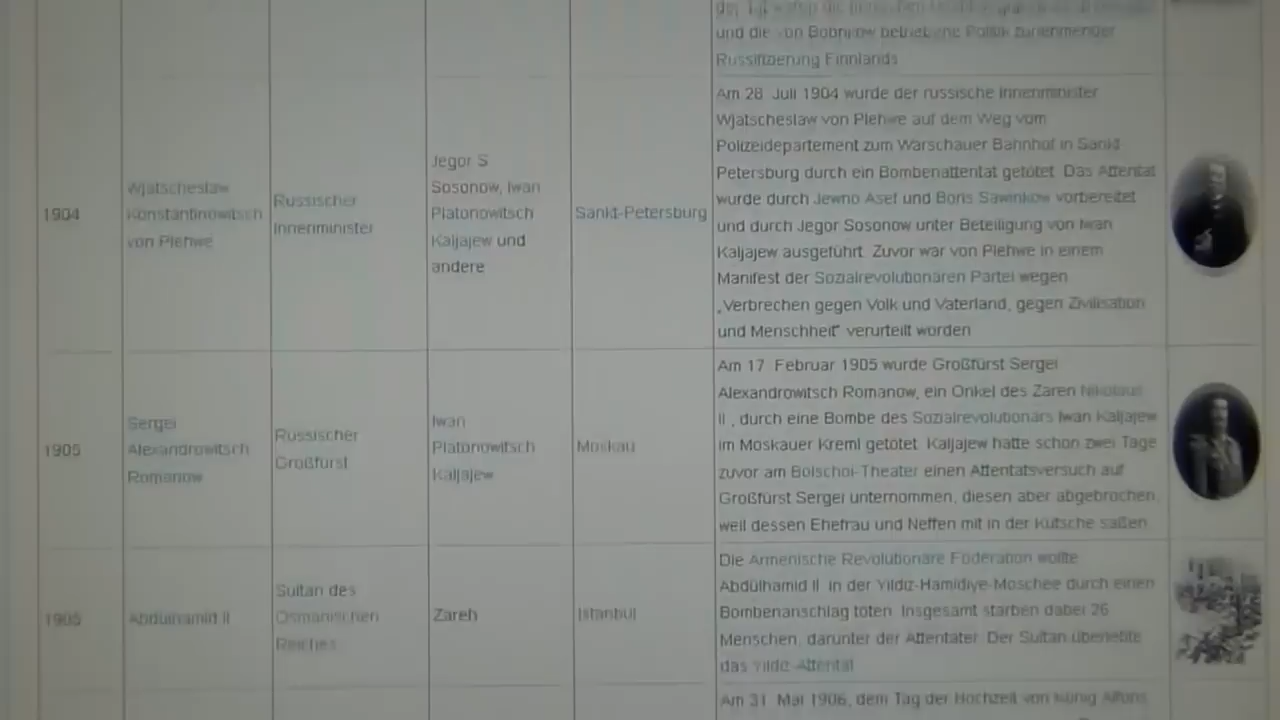 und die von Bobrikow betriebene Politik zunehmender
Russifizierung Finnlands
1904
Wjatscheslaw
Konstantinowitsch
von Plehwe
Russischer
Innenminister
Jegor S
Sosonow, Iwan
Platonowitsch
Kaljajew und
andere
Sankt-Petersburg
Am 28. Juli 1904 wurde der russische Innenminister
Wjatscheslaw von Plehwe auf dem Weg vom
Polizeidepartement zum Warschauer Bahnhof in Sankt
Petersburg durch ein Bombenattentat getötet. Das Attentat
wurde durch Jewno Asef und Boris Sawinkow vorbereitet
und durch Jegor Sosonow unter Beteiligung von Iwan
Kaljajew ausgeführt. Zuvor war von Plehwe in einem
Manifest der Sozialrevolutionären Partei wegen
„Verbrechen gegen Volk und Vaterland, gegen Zivilisation
und Menschheit“ verurteilt worden
1905
Sergei
Alexandrowitsch
Romanow
Russischer
Großfürst
Iwan
Platonowitsch
Kaljajew
Moskau
Am 17. Februar 1905 wurde Großfürst Sergei
Alexandrowitsch Romanow, ein Onkel des Zaren Nikolaus
II., durch eine Bombe des Sozialrevolutionärs Iwan Kaljajew
im Moskauer Kreml getötet. Kaljajew hatte schon zwei Tage
zuvor am Bolschoi-Theater einen Attentatsversuch auf
Großfürst Sergei unternommen, diesen aber abgebrochen,
weil dessen Ehefrau und Neffen mit in der Kutsche saßen
1905
Abdülhamid II.
Sultan des
Osmanischen
Reiches
Zareh
Istanbul
Die Armenische Revolutionäre Föderation wollte
Abdülhamid II. in der Yildiz-Hamidiye-Moschee durch einen
Bombenanschlag töten. Insgesamt starben dabei 26
Menschen, darunter der Attentäter. Der Sultan überlebte
das Yildiz-Attentat
Am 31. Mai 1906, dem Tag der Hochzeit von König Alfons